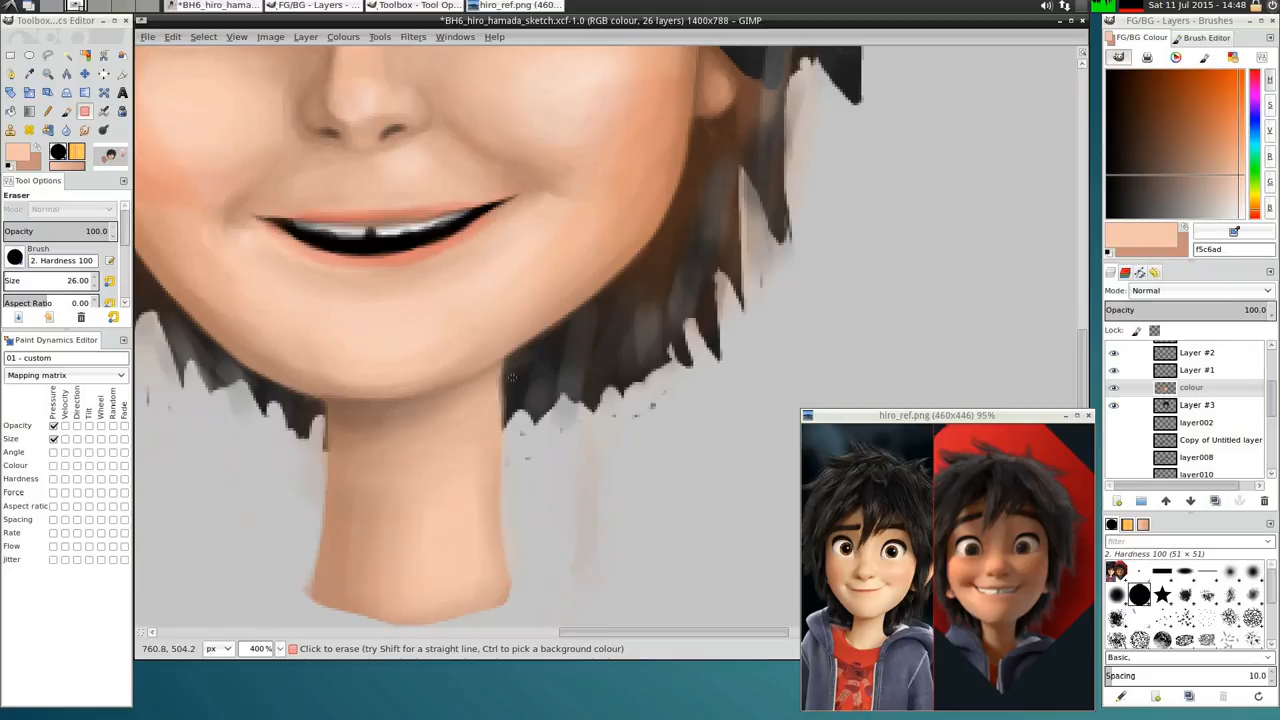 *BH6_hiro_hamada_s...
FG/BG - Layers - ...
Toolbox - Tool Op...
hiro_ref.png (460x...
Sat 11 Jul 2015 - 14:48
Toolbox...cs Editor
*BH6_hiro_hamada_sketch.xcf-1.0 (RGB colour, 26 layers) 1400x788 – GIMP
FG/BG - Layers - Brushes
File Edit Select View Image Layer Colours Tools Filters Windows Help
FG/BG Colour
Brush Editor
H
S
V
R
G
B
f5c6ad
Tool Options
Eraser
Mode: Normal
Opacity 100.0
Brush
2. Hardness 100
Size 26.00
Aspect Ratio 0.00
Paint Dynamics Editor
01 - custom
Mapping matrix
Pressure
Velocity
Direction
Tilt
Wheel
Random
Fade
Opacity
Size
Angle
Colour
Hardness
Force
Aspect ratio
Spacing
Rate
Flow
Jitter
Mode: Normal
Opacity 100.0
Lock:
Layer #2
Layer #1
colour
Layer #3
layer002
Copy of Untitled layer
layer008
layer010
filter
2. Hardness 100 (51 × 51)
Basic,
Spacing 10.0
hiro_ref.png (460x446) 95%
760.8, 504.2 px 400% Click to erase (try Shift for a straight line, Ctrl to pick a background colour)